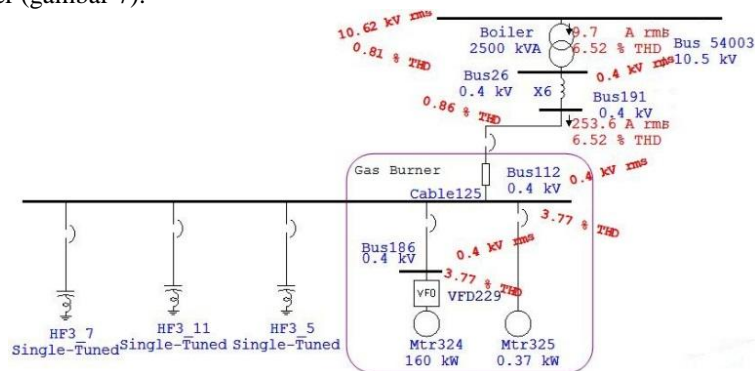 er (gambar 7).
10.62 kV rms
0.81 % THD
Boiler
2500 kVA
9.7 A rms
6.52 % THD
Bus 54003
10.5 kV
Bus26
0.4 kV
X6
0.4 kV rms
0.86 % THD
Bus191
0.4 kV
253.6 A rms
6.52 % THD
Gas Burner
Bus112
0.4 kV
0.4 kV rms
Cable125
3.77 % THD
Bus186
0.4 kV
0.4 kV rms
3.77 % THD
VFD
VFD229
HF3_7
Single-Tuned
HF3_11
Single-Tuned
HF3_5
Single-Tuned
Mtr324
160 kW
Mtr325
0.37 kW